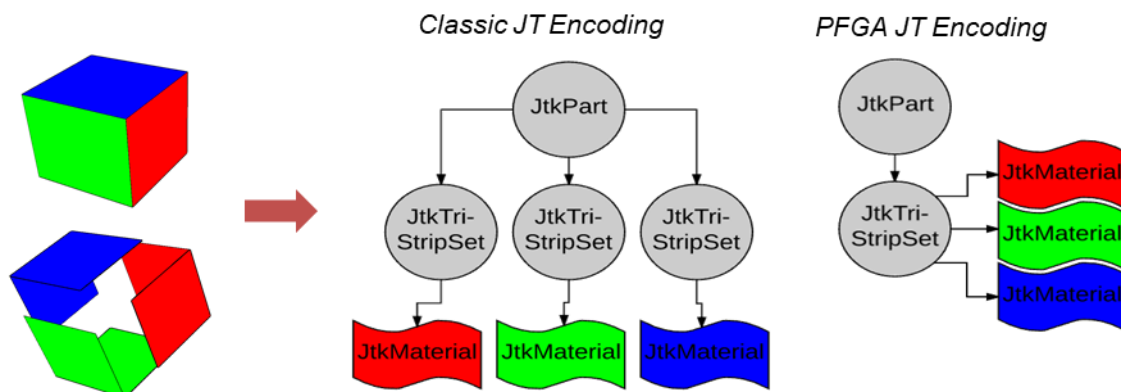 Classic JT Encoding
PFGA JT Encoding
JtkPart
JtkPart
JtkTri-
StripSet
JtkTri-
StripSet
JtkTri-
StripSet
JtkTri-
StripSet
JtkMaterial
JtkMaterial
JtkMaterial
JtkMaterial
JtkMaterial
JtkMaterial